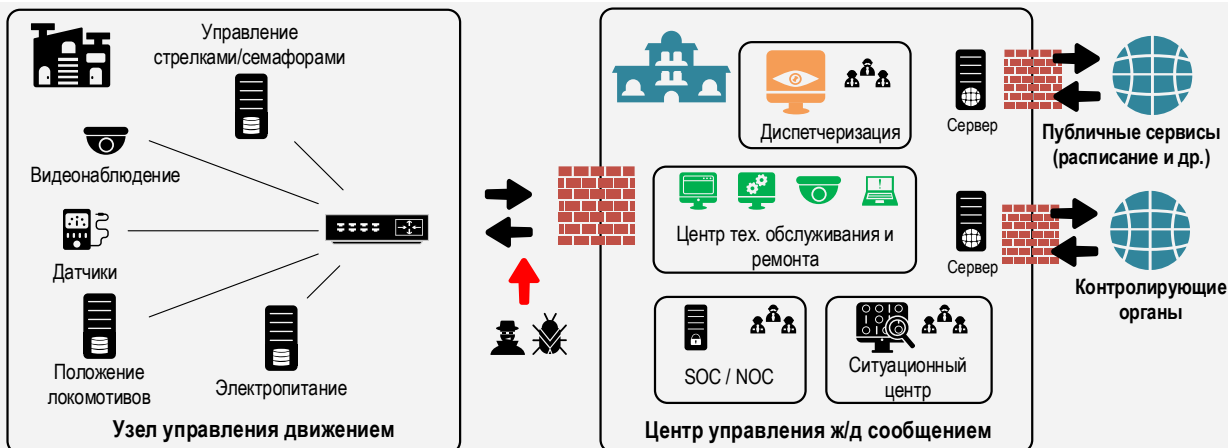 Управление
стрелками/семафорами
Видеонаблюдение
Датчики
Положение
локомотивов
Электропитание
Узел управления движением
Диспетчеризация
Центр тех. обслуживания и
ремонта
SOC / NOC
Ситуационный
центр
Центр управления ж/д сообщением
Сервер
Сервер
Публичные сервисы
(расписание и др.)
Контролирующие
органы